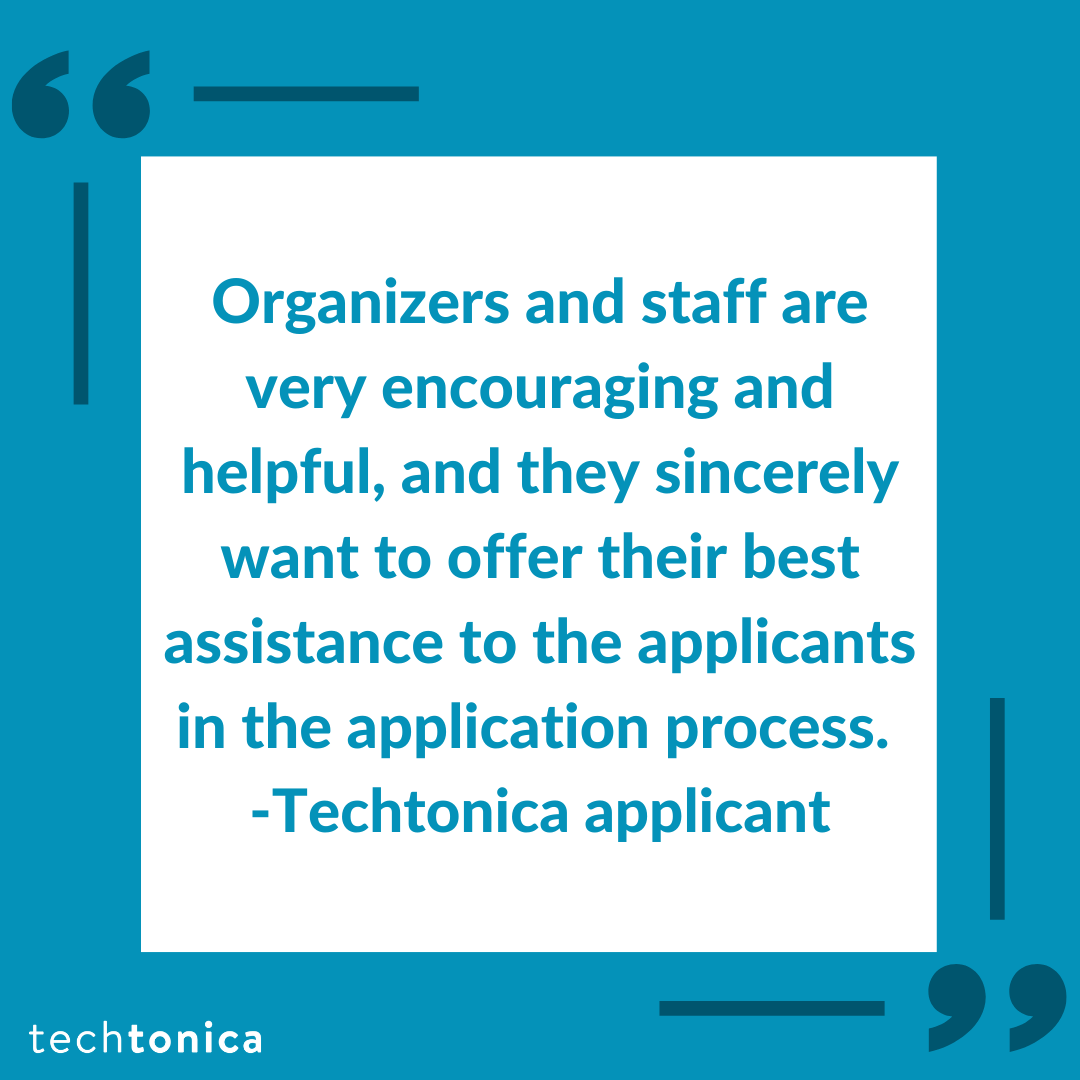 Organizers and staff are
very encouraging and
helpful, and they sincerely
want to offer their best
assistance to the applicants
in the application process.
-Techtonica applicant
techtonica